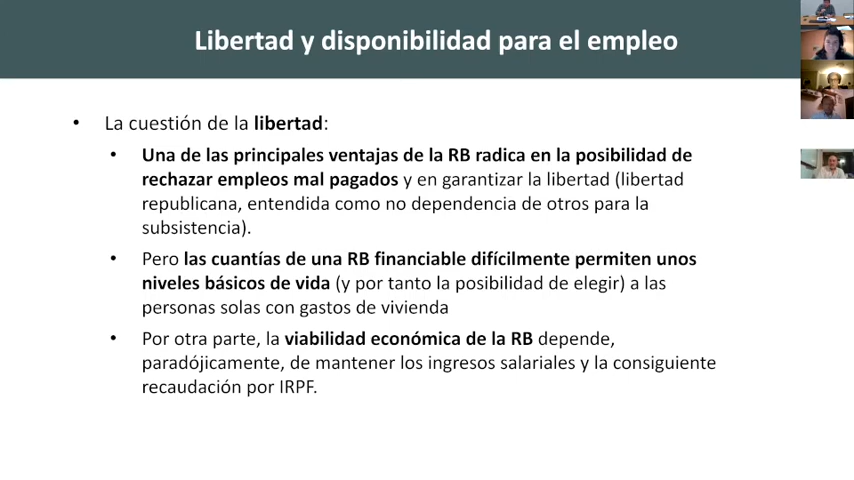 Libertad y disponibilidad para el empleo
• La cuestión de la libertad:
• Una de las principales ventajas de la RB radica en la posibilidad de
rechazar empleos mal pagados y en garantizar la libertad (libertad
republicana, entendida como no dependencia de otros para la
subsistencia).
• Pero las cuantías de una RB financiable difícilmente permiten unos
niveles básicos de vida (y por tanto la posibilidad de elegir) a las
personas solas con gastos de vivienda
• Por otra parte, la viabilidad económica de la RB depende,
paradójicamente, de mantener los ingresos salariales y la consiguiente
recaudación por IRPF.